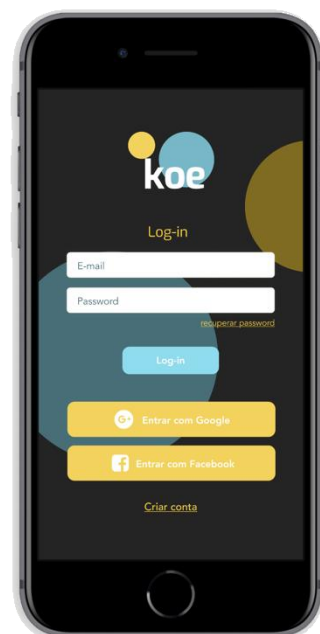 koe
Log-in
E-mail
Password
recuperar password
Log-in
G+ Entrar com Google
f Entrar com Facebook
Criar conta